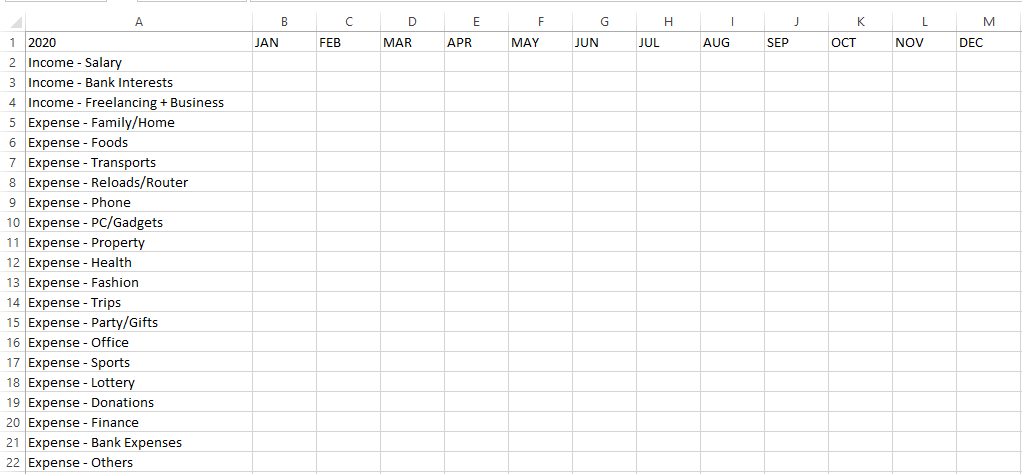 A B C D E F G H I J K L M
1 2020 JAN FEB MAR APR MAY JUN JUL AUG SEP OCT NOV DEC
2 Income - Salary
3 Income - Bank Interests
4 Income - Freelancing + Business
5 Expense - Family/Home
6 Expense - Foods
7 Expense - Transports
8 Expense - Reloads/Router
9 Expense - Phone
10 Expense - PC/Gadgets
11 Expense - Property
12 Expense - Health
13 Expense - Fashion
14 Expense - Trips
15 Expense - Party/Gifts
16 Expense - Office
17 Expense - Sports
18 Expense - Lottery
19 Expense - Donations
20 Expense - Finance
21 Expense - Bank Expenses
22 Expense - Others